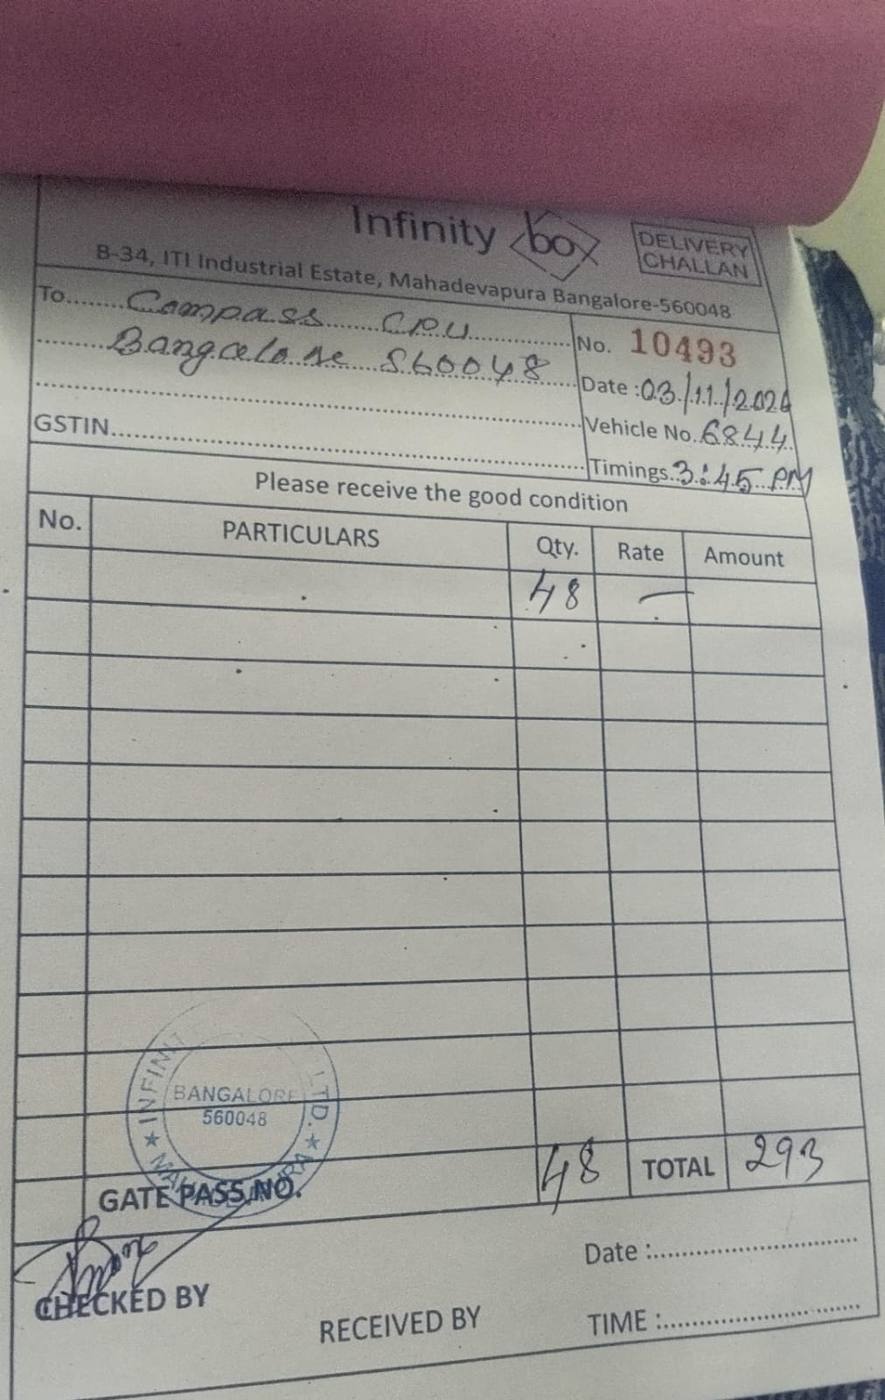 Infinity box
DELIVERY CHALLAN
B-34, ITI Industrial Estate, Mahadevapura Bangalore-560048
To........Compass CPU
Bangalore 560048
No. 10493
Date :03/11/2024
Vehicle No.6844
GSTIN
Timings.3:45 PM
Please receive the good condition
No. PARTICULARS Qty. Rate Amount
48 —
INFINIT LTD.
BANGALORE
560048
48 TOTAL 293
GATE PASS NO.
Date :
CHECKED BY
RECEIVED BY
TIME :